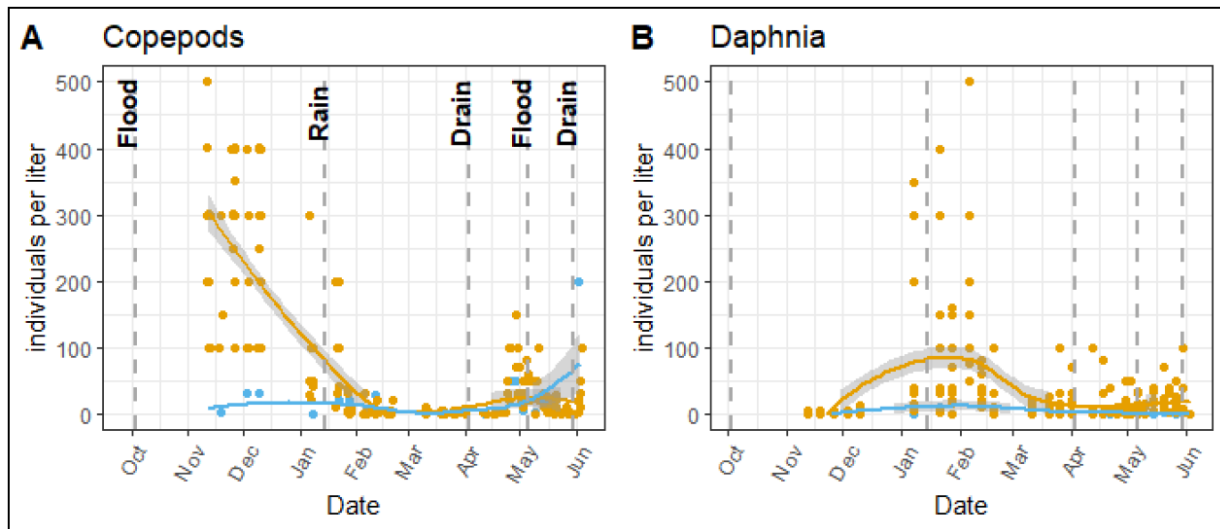 A Copepods
individuals per liter
500
400
300
200
100
0
Flood
Rain
Drain
Flood
Drain
Oct
Nov
Dec
Jan
Feb
Mar
Apr
May
Jun
Date
B Daphnia
individuals per liter
500
400
300
200
100
0
Oct
Nov
Dec
Jan
Feb
Mar
Apr
May
Jun
Date